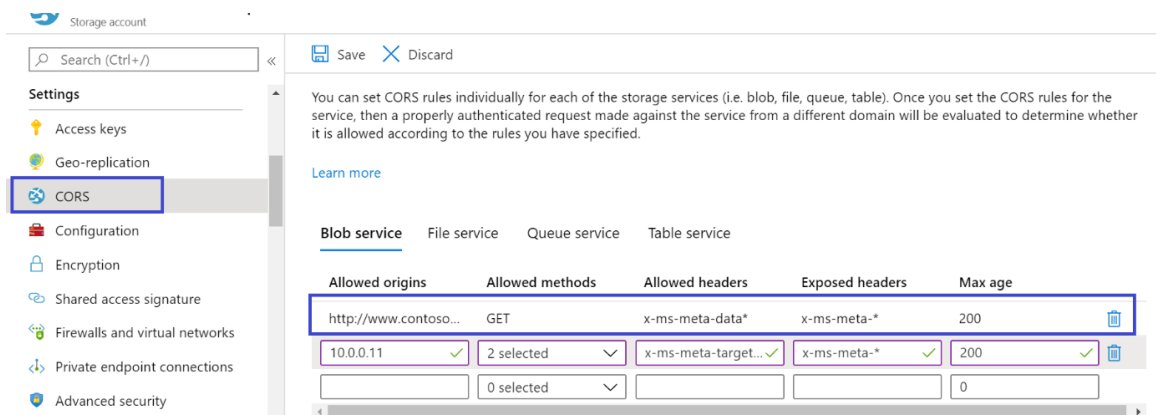 Storage account
Search (Ctrl+/)
«
Settings
Access keys
Geo-replication
CORS
Configuration
Encryption
Shared access signature
Firewalls and virtual networks
Private endpoint connections
Advanced security
Save Discard
You can set CORS rules individually for each of the storage services (i.e. blob, file, queue, table). Once you set the CORS rules for the
service, then a properly authenticated request made against the service from a different domain will be evaluated to determine whether
it is allowed according to the rules you have specified.
Learn more
Blob service File service Queue service Table service
Allowed origins Allowed methods Allowed headers Exposed headers Max age
http://www.contoso... GET x-ms-meta-data* x-ms-meta-* 200
10.0.0.11 2 selected x-ms-meta-target... x-ms-meta-* 200
0 selected 0